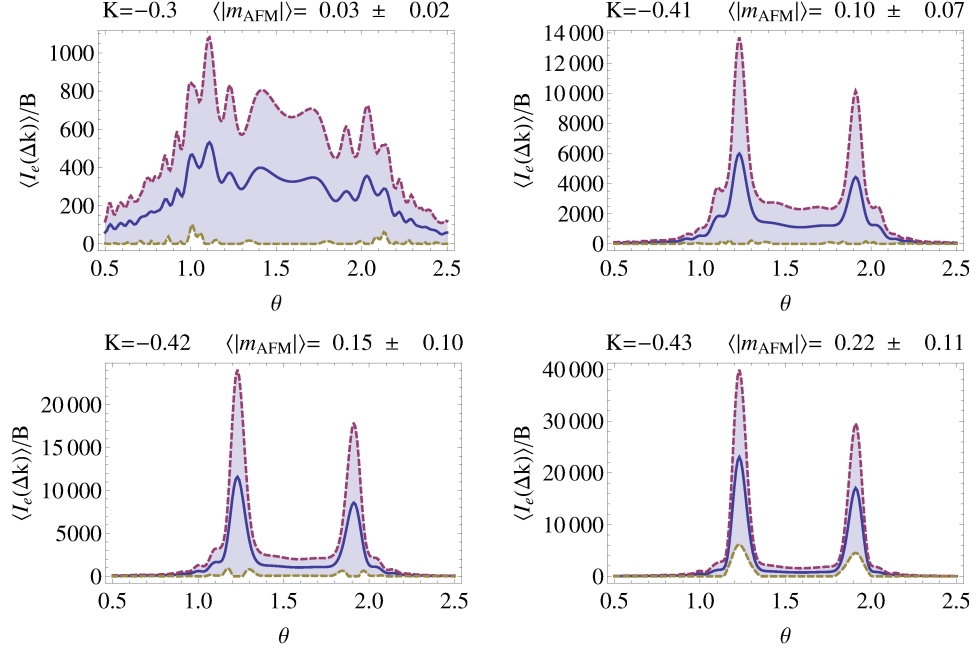 K=−0.3 ⟨|m_AFM|⟩= 0.03 ± 0.02
⟨I_e(Δk)⟩/B
1000
800
600
400
200
0
0.5 1.0 1.5 2.0 2.5
θ
K=−0.41 ⟨|m_AFM|⟩= 0.10 ± 0.07
⟨I_e(Δk)⟩/B
14 000
12 000
10 000
8000
6000
4000
2000
0
0.5 1.0 1.5 2.0 2.5
θ
K=−0.42 ⟨|m_AFM|⟩= 0.15 ± 0.10
⟨I_e(Δk)⟩/B
20 000
15 000
10 000
5000
0
0.5 1.0 1.5 2.0 2.5
θ
K=−0.43 ⟨|m_AFM|⟩= 0.22 ± 0.11
⟨I_e(Δk)⟩/B
40 000
30 000
20 000
10 000
0
0.5 1.0 1.5 2.0 2.5
θ